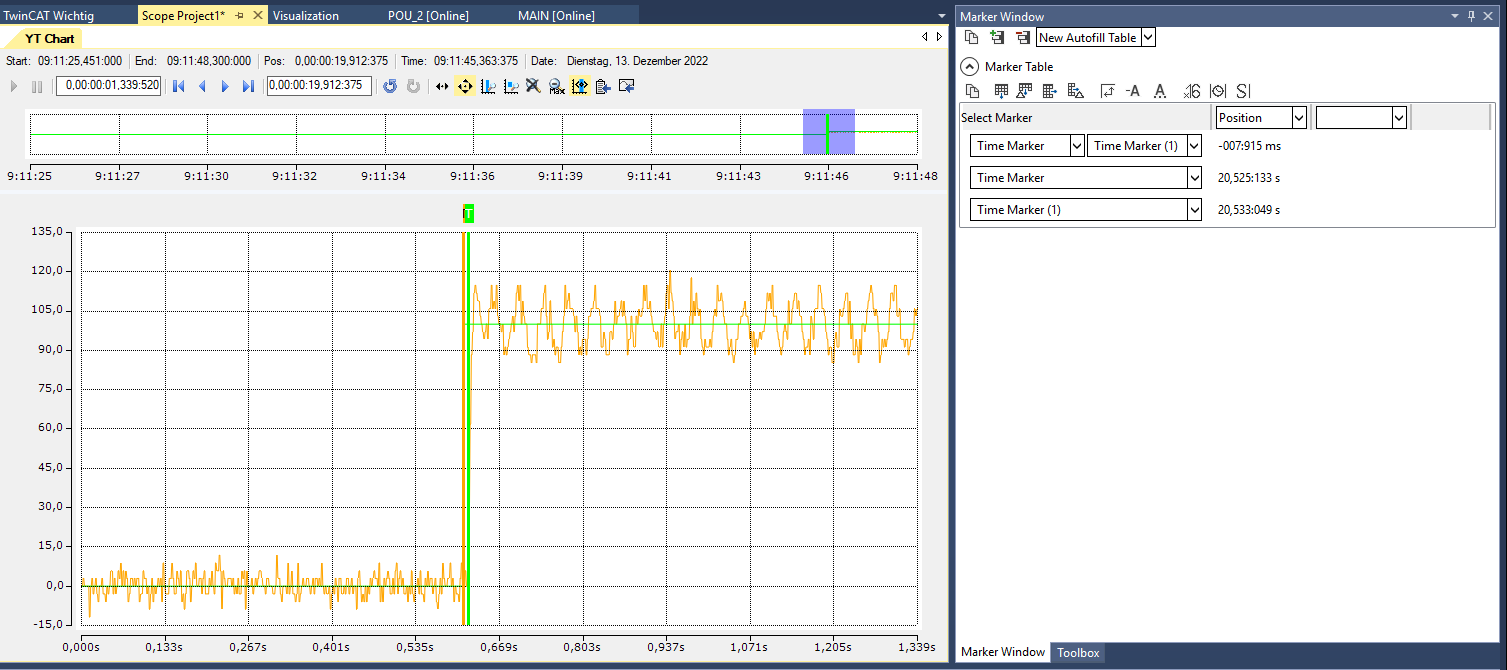 TwinCAT Wichtig Scope Project1* Visualization POU_2 [Online] MAIN [Online]
YT Chart
Start: 09:11:25,451:000 End: 09:11:48,300:000 Pos: 0,00:00:19,912:375 Time: 09:11:45,363:375 Date: Dienstag, 13. Dezember 2022
0,00:00:01,339:520 0,00:00:19,912:375
9:11:25 9:11:27 9:11:30 9:11:32 9:11:34 9:11:36 9:11:39 9:11:41 9:11:43 9:11:46 9:11:48
T
135,0
120,0
105,0
90,0
75,0
60,0
45,0
30,0
15,0
0,0
-15,0
0,000s 0,133s 0,267s 0,401s 0,535s 0,669s 0,803s 0,937s 1,071s 1,205s 1,339s
Marker Window
New Autofill Table
Marker Table
Select Marker Position
Time Marker Time Marker (1) -007:915 ms
Time Marker 20,525:133 s
Time Marker (1) 20,533:049 s
Marker Window Toolbox